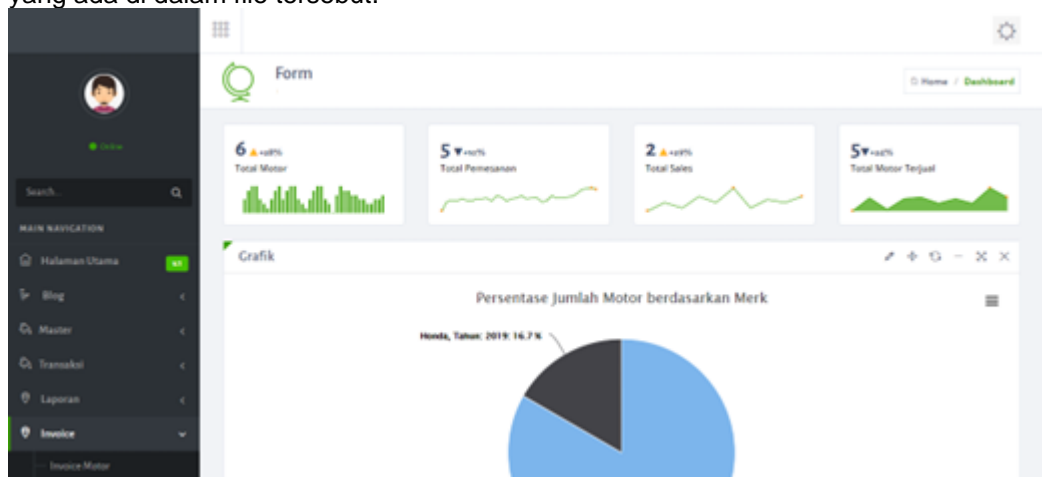 yang ada di dalam file tersebut.
Form
Home / Dashboard
Online
6
Total Motor
5
Total Pemesanan
2
Total Sales
5
Total Motor Terjual
Search...
MAIN NAVIGATION
Halaman Utama
Blog
Master
Transaksi
Laporan
Invoice
Invoice Motor
Grafik
Persentase Jumlah Motor berdasarkan Merk
Honda, Tahun: 2019: 16.7 %